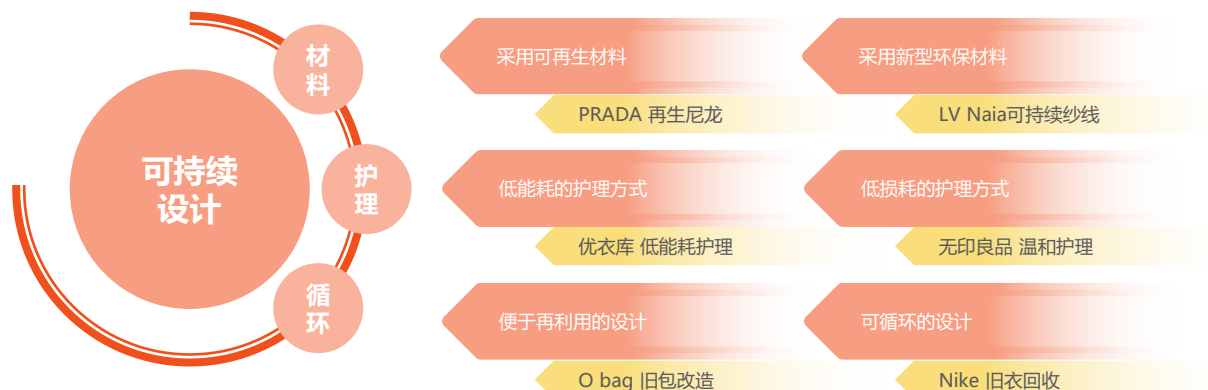 可持续
设计
材
料
护
理
循
环
采用可再生材料
采用新型环保材料
PRADA 再生尼龙
LV Naia可持续纱线
低能耗的护理方式
低损耗的护理方式
优衣库 低能耗护理
无印良品 温和护理
便于再利用的设计
可循环的设计
O bag 旧包改造
Nike 旧衣回收